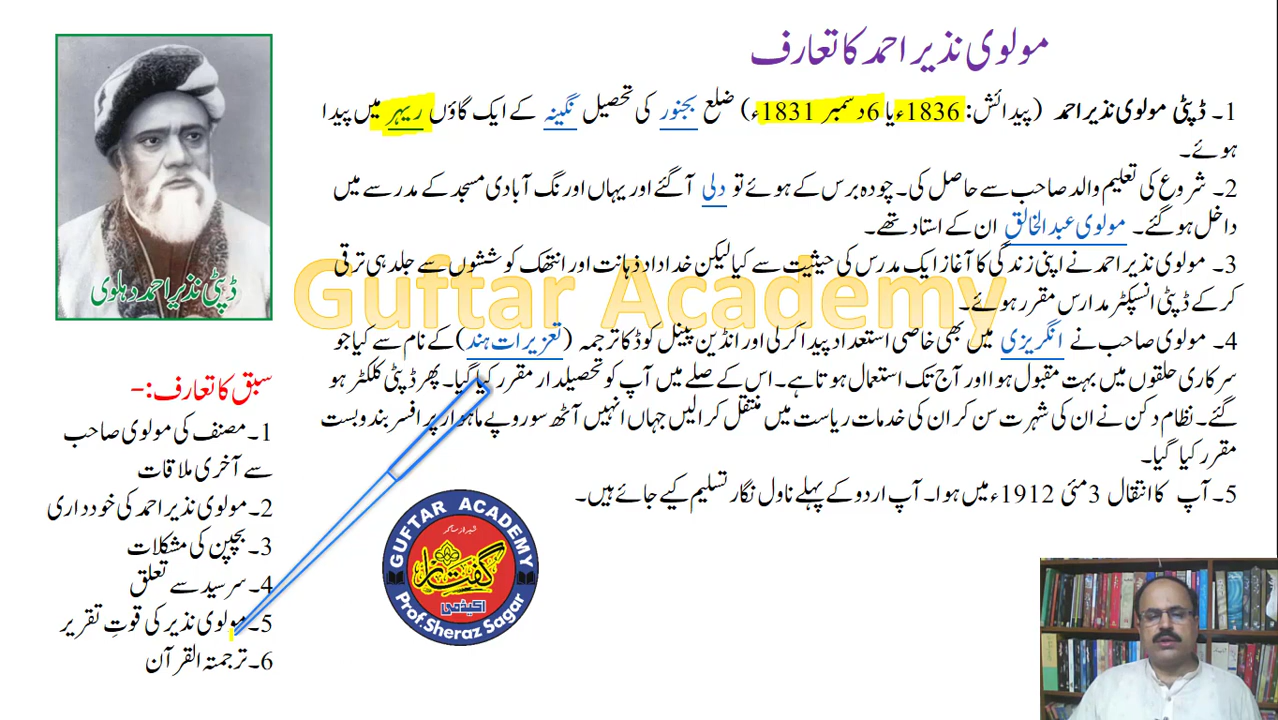 مولوی نذیر احمد کا تعارف
1۔ ڈپٹی مولوی نذیر احمد (پیدائش: 1836ء یا 6 دسمبر 1831ء) ضلع بجنور کی تحصیل نگینہ کے ایک گاؤں ریہر میں پیدا
ہوئے۔
2۔ شروع کی تعلیم والد صاحب سے حاصل کی۔ چودہ برس کے ہوئے تو دلی آ گئے اور یہاں اورنگ آبادی مسجد کے مدرسے میں
داخل ہو گئے۔ مولوی عبدالخالق ان کے استاد تھے۔
3۔ مولوی نذیر احمد نے اپنی زندگی کا آغاز ایک مدرس کی حیثیت سے کیا لیکن خداداد ذہانت اور انتھک کوششوں سے جلد ہی ترقی
کر کے ڈپٹی انسپکٹر مدارس مقرر ہوئے۔
4۔ مولوی صاحب نے انگریزی میں بھی خاصی استعداد پیدا کر لی اور انڈین پینل کوڈ کا ترجمہ (تعزیرات ہند) کے نام سے کیا جو
سرکاری حلقوں میں بہت مقبول ہوا اور آج تک استعمال ہوتا ہے۔ اس کے صلے میں آپ کو تحصیلدار مقرر کیا گیا۔ پھر ڈپٹی کلکٹر ہو
گئے۔ نظام دکن نے ان کی شہرت سن کر ان کی خدمات ریاست میں منتقل کرالیں جہاں انہیں آٹھ سو روپے ماہوار پر افسر بندوبست
مقرر کیا گیا۔
5۔ آپ کا انتقال 3 مئی 1912ء میں ہوا۔ آپ اردو کے پہلے ناول نگار تسلیم کیے جاتے ہیں۔
ڈپٹی نذیر احمد دہلوی
سبق کا تعارف:-
1۔ مصنف کی مولوی صاحب
سے آخری ملاقات
2۔ مولوی نذیر احمد کی خودداری
3۔ بچپن کی مشکلات
4۔ سرسید سے تعلق
5۔ مولوی نذیر کی قوتِ تقریر
6۔ ترجمتہ القرآن
Guftar Academy
GUFTAR ACADEMY
گفتار
اکیڈمی
Prof.Sheraz Sagar